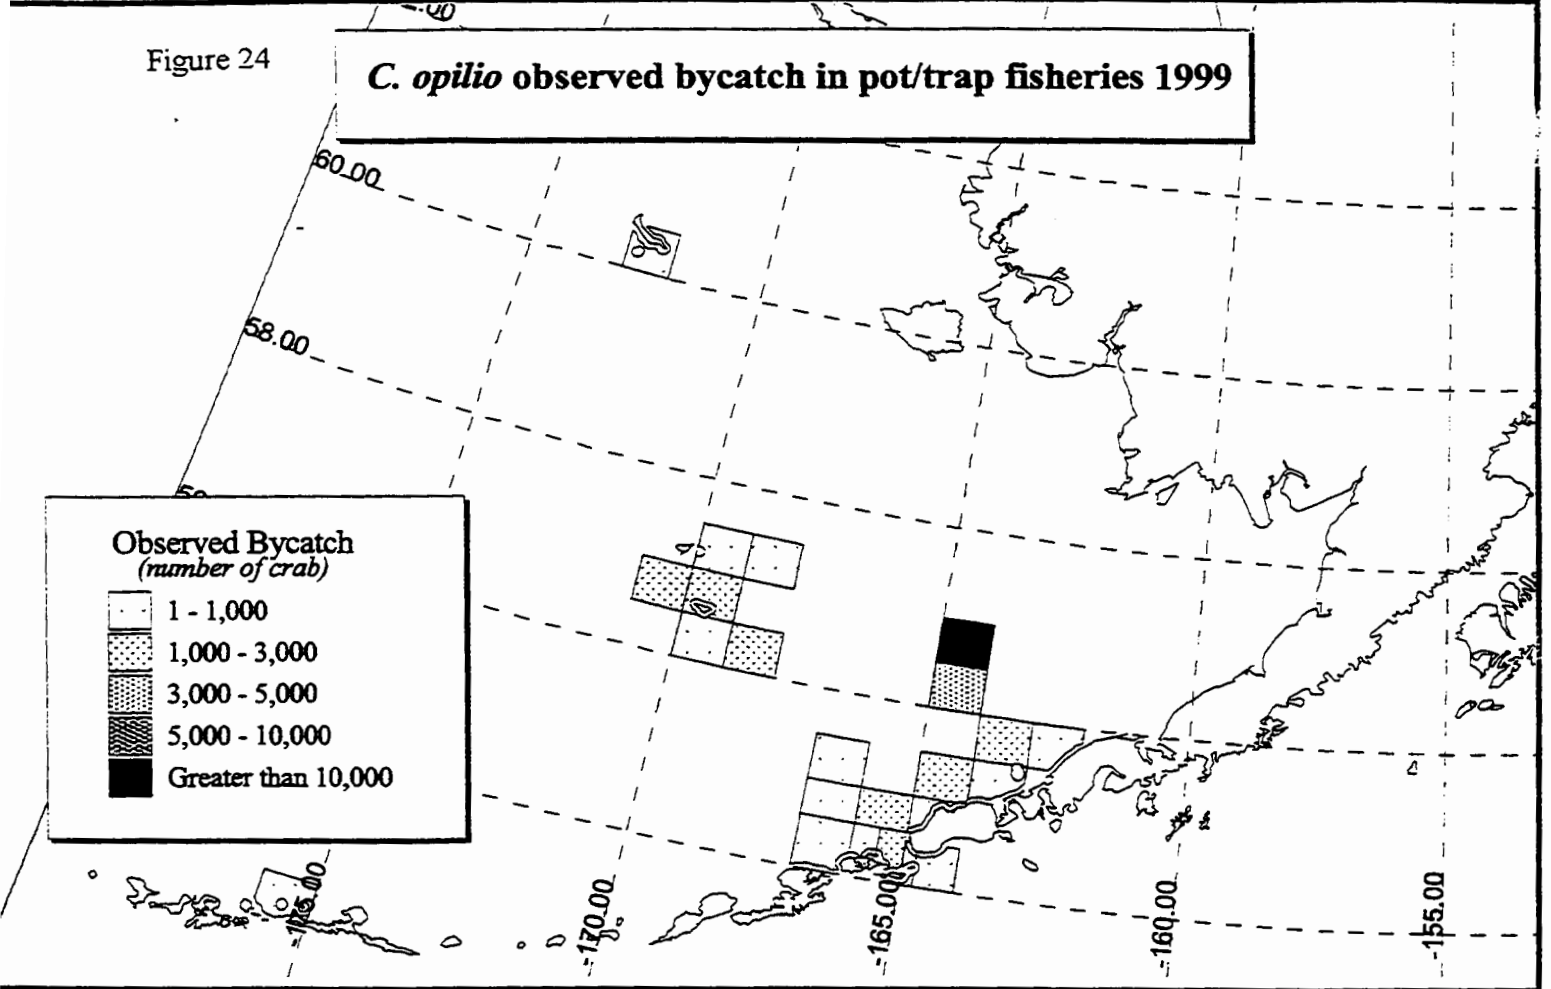 Figure 24
C. opilio observed bycatch in pot/trap fisheries 1999
60.00
58.00
Observed Bycatch
(number of crab)
1 - 1,000
1,000 - 3,000
3,000 - 5,000
5,000 - 10,000
Greater than 10,000
-170.00
-165.00
-160.00
-155.00